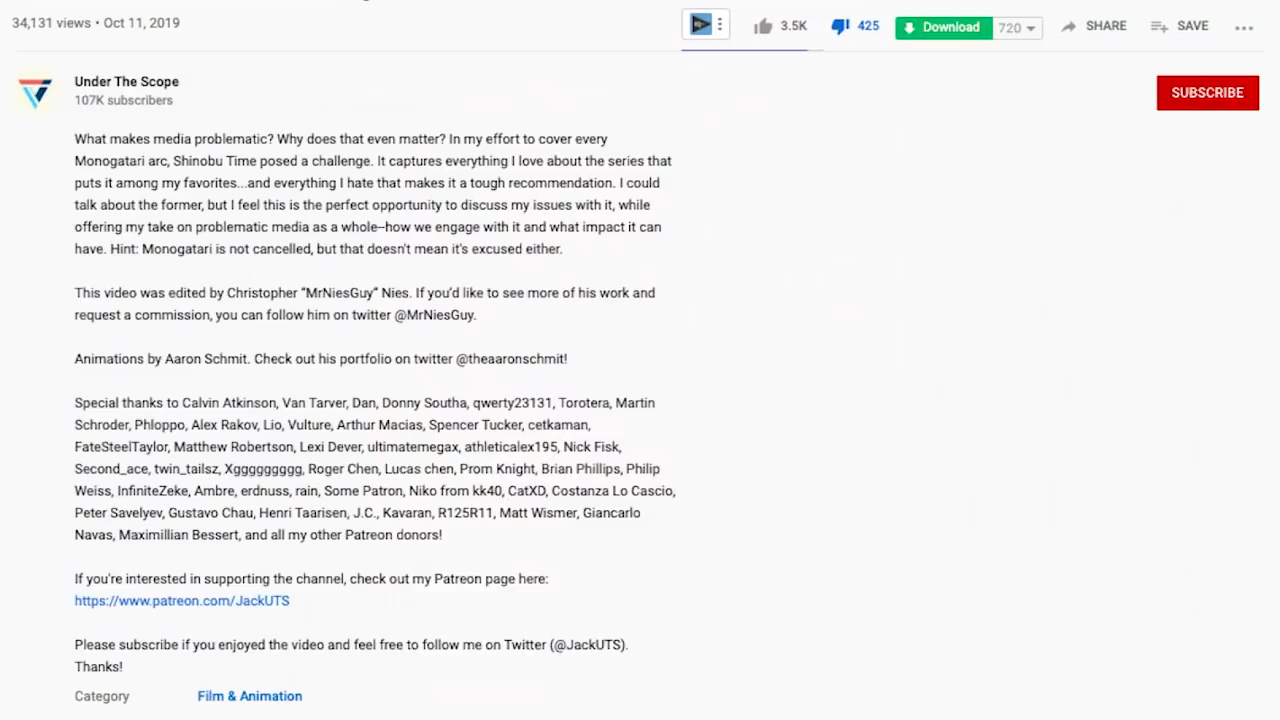 34,131 views • Oct 11, 2019
3.5K
425
Download
720
SHARE
SAVE
Under The Scope
107K subscribers
SUBSCRIBE
What makes media problematic? Why does that even matter? In my effort to cover every
Monogatari arc, Shinobu Time posed a challenge. It captures everything I love about the series that
puts it among my favorites...and everything I hate that makes it a tough recommendation. I could
talk about the former, but I feel this is the perfect opportunity to discuss my issues with it, while
offering my take on problematic media as a whole--how we engage with it and what impact it can
have. Hint: Monogatari is not cancelled, but that doesn't mean it's excused either.
This video was edited by Christopher “MrNiesGuy“ Nies. If you’d like to see more of his work and
request a commission, you can follow him on twitter @MrNiesGuy.
Animations by Aaron Schmit. Check out his portfolio on twitter @theaaronschmit!
Special thanks to Calvin Atkinson, Van Tarver, Dan, Donny Southa, qwerty23131, Torotera, Martin
Schroder, Phloppo, Alex Rakov, Lio, Vulture, Arthur Macias, Spencer Tucker, cetkaman,
FateSteelTaylor, Matthew Robertson, Lexi Dever, ultimatemegax, athleticalex195, Nick Fisk,
Second_ace, twin_tailsz, Xggggggggg, Roger Chen, Lucas chen, Prom Knight, Brian Phillips, Philip
Weiss, InfiniteZeke, Ambre, erdnuss, rain, Some Patron, Niko from kk40, CatXD, Costanza Lo Cascio,
Peter Savelyev, Gustavo Chau, Henri Taarisen, J.C., Kavaran, R125R11, Matt Wismer, Giancarlo
Navas, Maximillian Bessert, and all my other Patreon donors!
If you're interested in supporting the channel, check out my Patreon page here:
https://www.patreon.com/JackUTS
Please subscribe if you enjoyed the video and feel free to follow me on Twitter (@JackUTS).
Thanks!
Category
Film & Animation